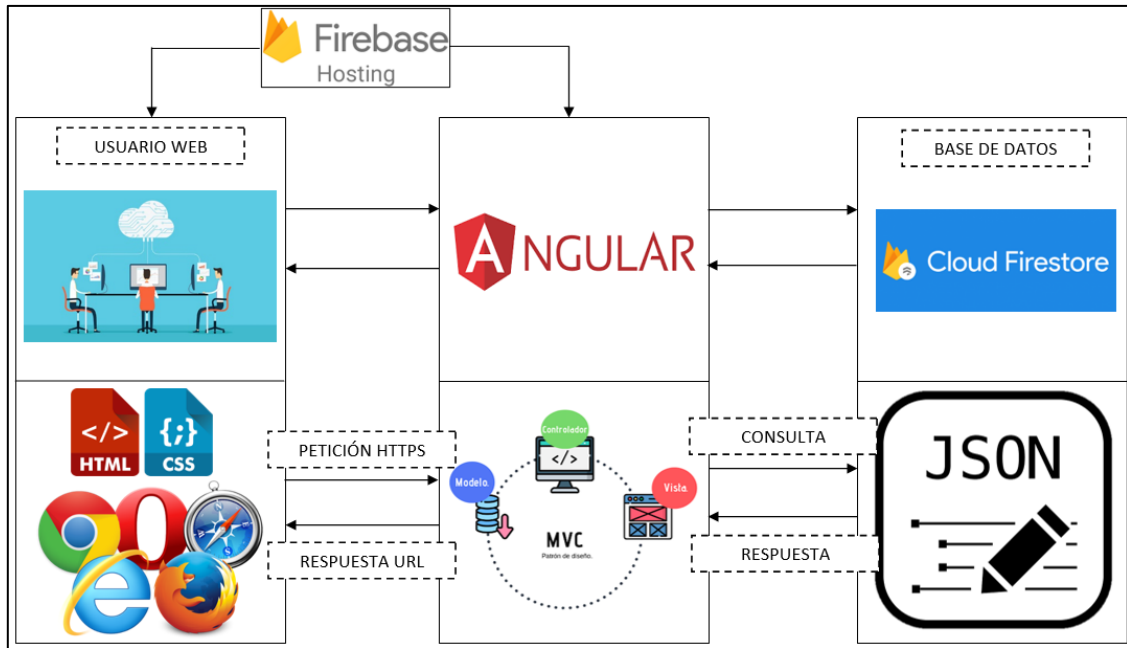 Firebase
Hosting
USUARIO WEB
BASE DE DATOS
ANGULAR
Cloud Firestore
</>
HTML
{;}
CSS
PETICIÓN HTTPS
RESPUESTA URL
Controlador
</>
Modelo
Vista
MVC
Patrón de diseño.
CONSULTA
RESPUESTA
JSON